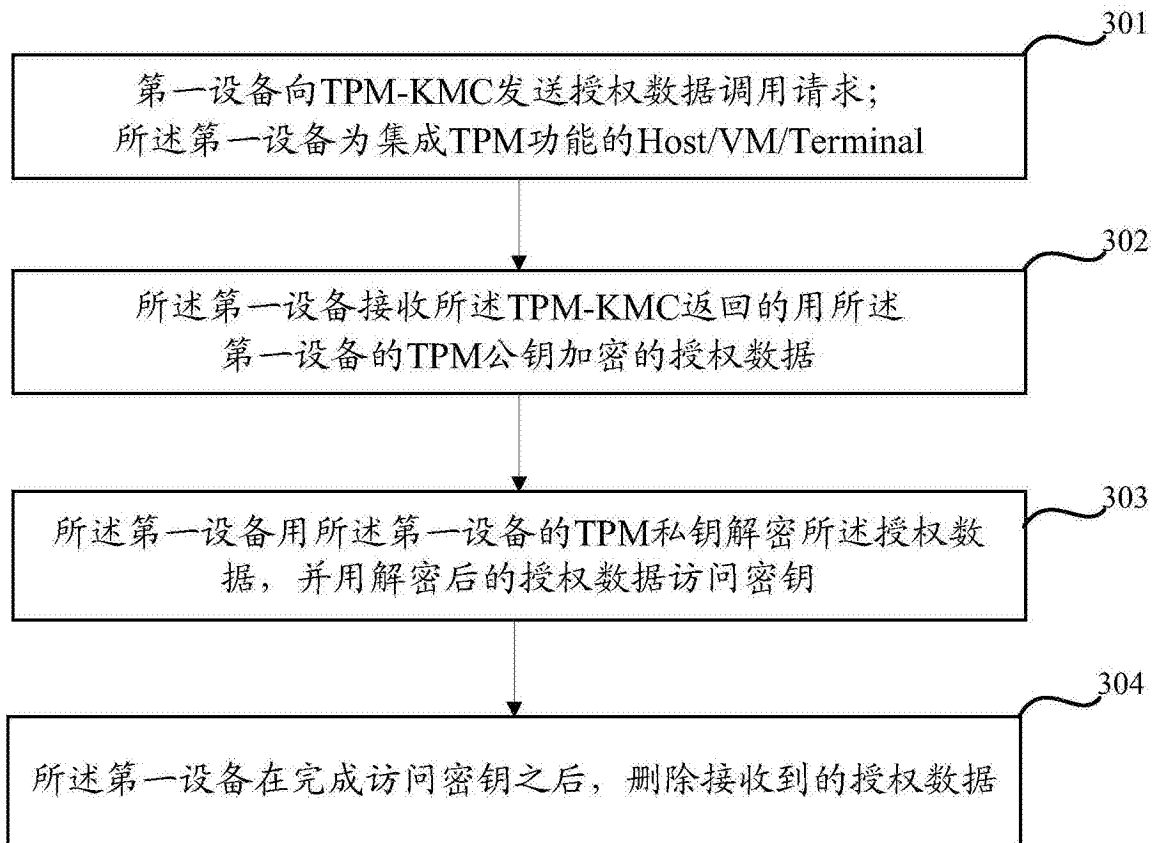 301
第一设备向TPM-KMC发送授权数据调用请求;
所述第一设备为集成TPM功能的Host/VM/Terminal
302
所述第一设备接收所述TPM-KMC返回的用所述
第一设备的TPM公钥加密的授权数据
303
所述第一设备用所述第一设备的TPM私钥解密所述授权数
据，并用解密后的授权数据访问密钥
304
所述第一设备在完成访问密钥之后，删除接收到的授权数据